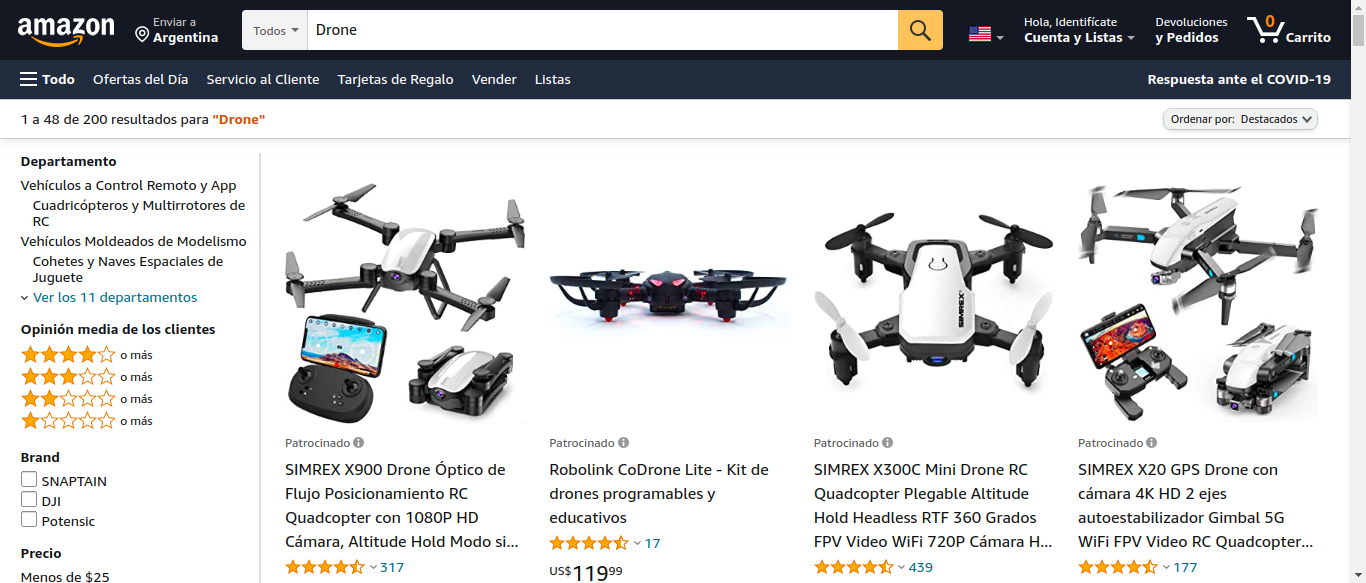 amazon
Enviar a
Argentina
Todos
Drone
Hola, Identifícate
Cuenta y Listas
Devoluciones
y Pedidos
0
Carrito
Todo
Ofertas del Día
Servicio al Cliente
Tarjetas de Regalo
Vender
Listas
Respuesta ante el COVID-19
1 a 48 de 200 resultados para "Drone"
Ordenar por: Destacados
Departamento
Vehículos a Control Remoto y App
Cuadricópteros y Multirrotores de
RC
Vehículos Moldeados de Modelismo
Cohetes y Naves Espaciales de
Juguete
Ver los 11 departamentos
Opinión media de los clientes
o más
o más
o más
o más
Brand
SNAPTAIN
DJI
Potensic
Precio
Menos de $25
Patrocinado
SIMREX X900 Drone Óptico de
Flujo Posicionamiento RC
Quadcopter con 1080P HD
Cámara, Altitude Hold Modo si...
317
Patrocinado
Robolink CoDrone Lite - Kit de
drones programables y
educativos
17
US$11999
SIMREX
Patrocinado
SIMREX X300C Mini Drone RC
Quadcopter Plegable Altitude
Hold Headless RTF 360 Grados
FPV Video WiFi 720P Cámara H...
439
Patrocinado
SIMREX X20 GPS Drone con
cámara 4K HD 2 ejes
autoestabilizador Gimbal 5G
WiFi FPV Video RC Quadcopter...
177